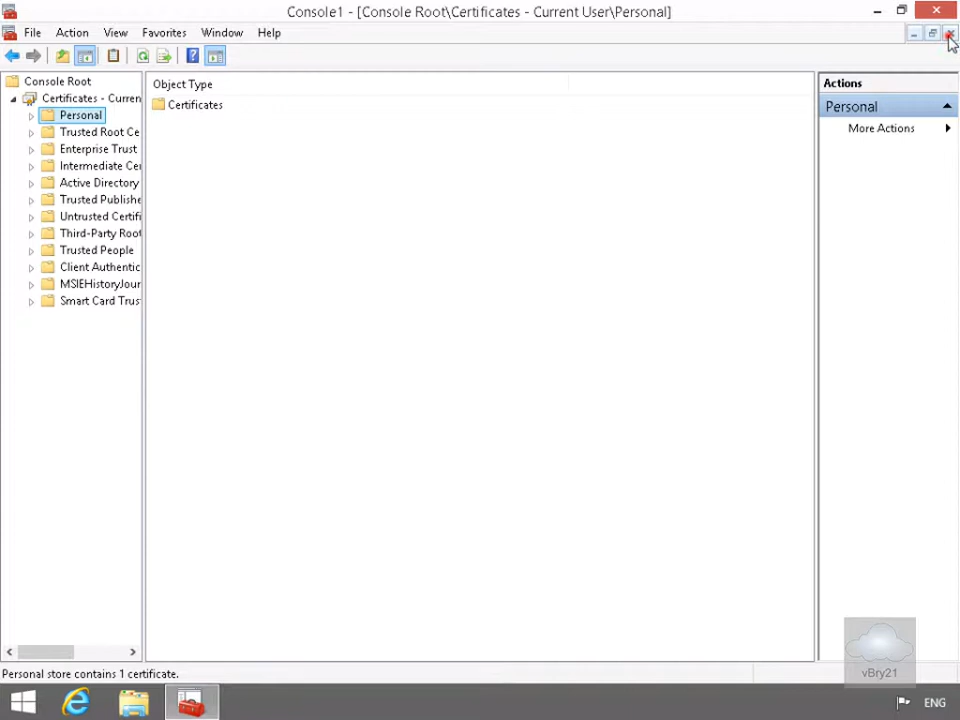 Console1 - [Console Root\Certificates - Current User\Personal]
File Action View Favorites Window Help
Console Root
Certificates - Curren
Personal
Trusted Root Ce
Enterprise Trust
Intermediate Cer
Active Directory
Trusted Publishe
Untrusted Certifi
Third-Party Root
Trusted People
Client Authentic
MSIEHistoryJour
Smart Card Trus
Object Type
Certificates
Actions
Personal
More Actions
Personal store contains 1 certificate.
vBry21
ENG